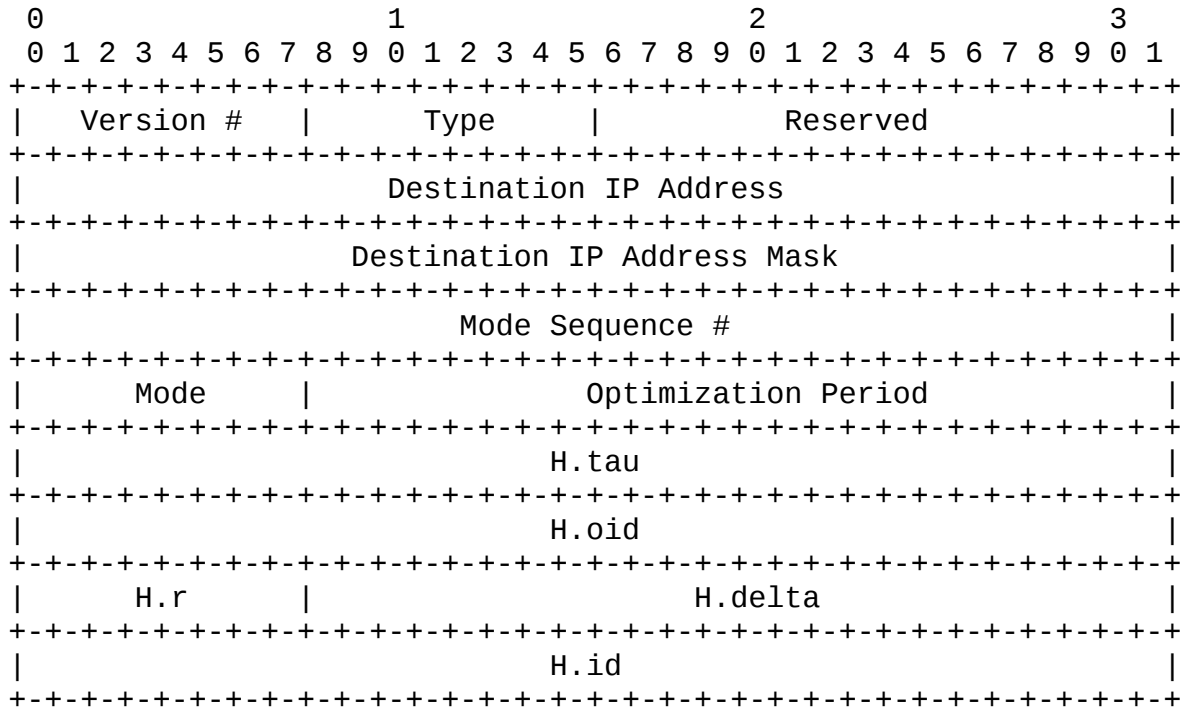 0                   1                   2                   3
 0 1 2 3 4 5 6 7 8 9 0 1 2 3 4 5 6 7 8 9 0 1 2 3 4 5 6 7 8 9 0 1
+-+-+-+-+-+-+-+-+-+-+-+-+-+-+-+-+-+-+-+-+-+-+-+-+-+-+-+-+-+-+-+-+
|   Version #   |      Type     |          Reserved             |
+-+-+-+-+-+-+-+-+-+-+-+-+-+-+-+-+-+-+-+-+-+-+-+-+-+-+-+-+-+-+-+-+
|                    Destination IP Address                     |
+-+-+-+-+-+-+-+-+-+-+-+-+-+-+-+-+-+-+-+-+-+-+-+-+-+-+-+-+-+-+-+-+
|                  Destination IP Address Mask                  |
+-+-+-+-+-+-+-+-+-+-+-+-+-+-+-+-+-+-+-+-+-+-+-+-+-+-+-+-+-+-+-+-+
|                        Mode Sequence #                        |
+-+-+-+-+-+-+-+-+-+-+-+-+-+-+-+-+-+-+-+-+-+-+-+-+-+-+-+-+-+-+-+-+
|      Mode     |               Optimization Period             |
+-+-+-+-+-+-+-+-+-+-+-+-+-+-+-+-+-+-+-+-+-+-+-+-+-+-+-+-+-+-+-+-+
|                             H.tau                             |
+-+-+-+-+-+-+-+-+-+-+-+-+-+-+-+-+-+-+-+-+-+-+-+-+-+-+-+-+-+-+-+-+
|                             H.oid                             |
+-+-+-+-+-+-+-+-+-+-+-+-+-+-+-+-+-+-+-+-+-+-+-+-+-+-+-+-+-+-+-+-+
|      H.r      |                     H.delta                   |
+-+-+-+-+-+-+-+-+-+-+-+-+-+-+-+-+-+-+-+-+-+-+-+-+-+-+-+-+-+-+-+-+
|                             H.id                              |
+-+-+-+-+-+-+-+-+-+-+-+-+-+-+-+-+-+-+-+-+-+-+-+-+-+-+-+-+-+-+-+-+